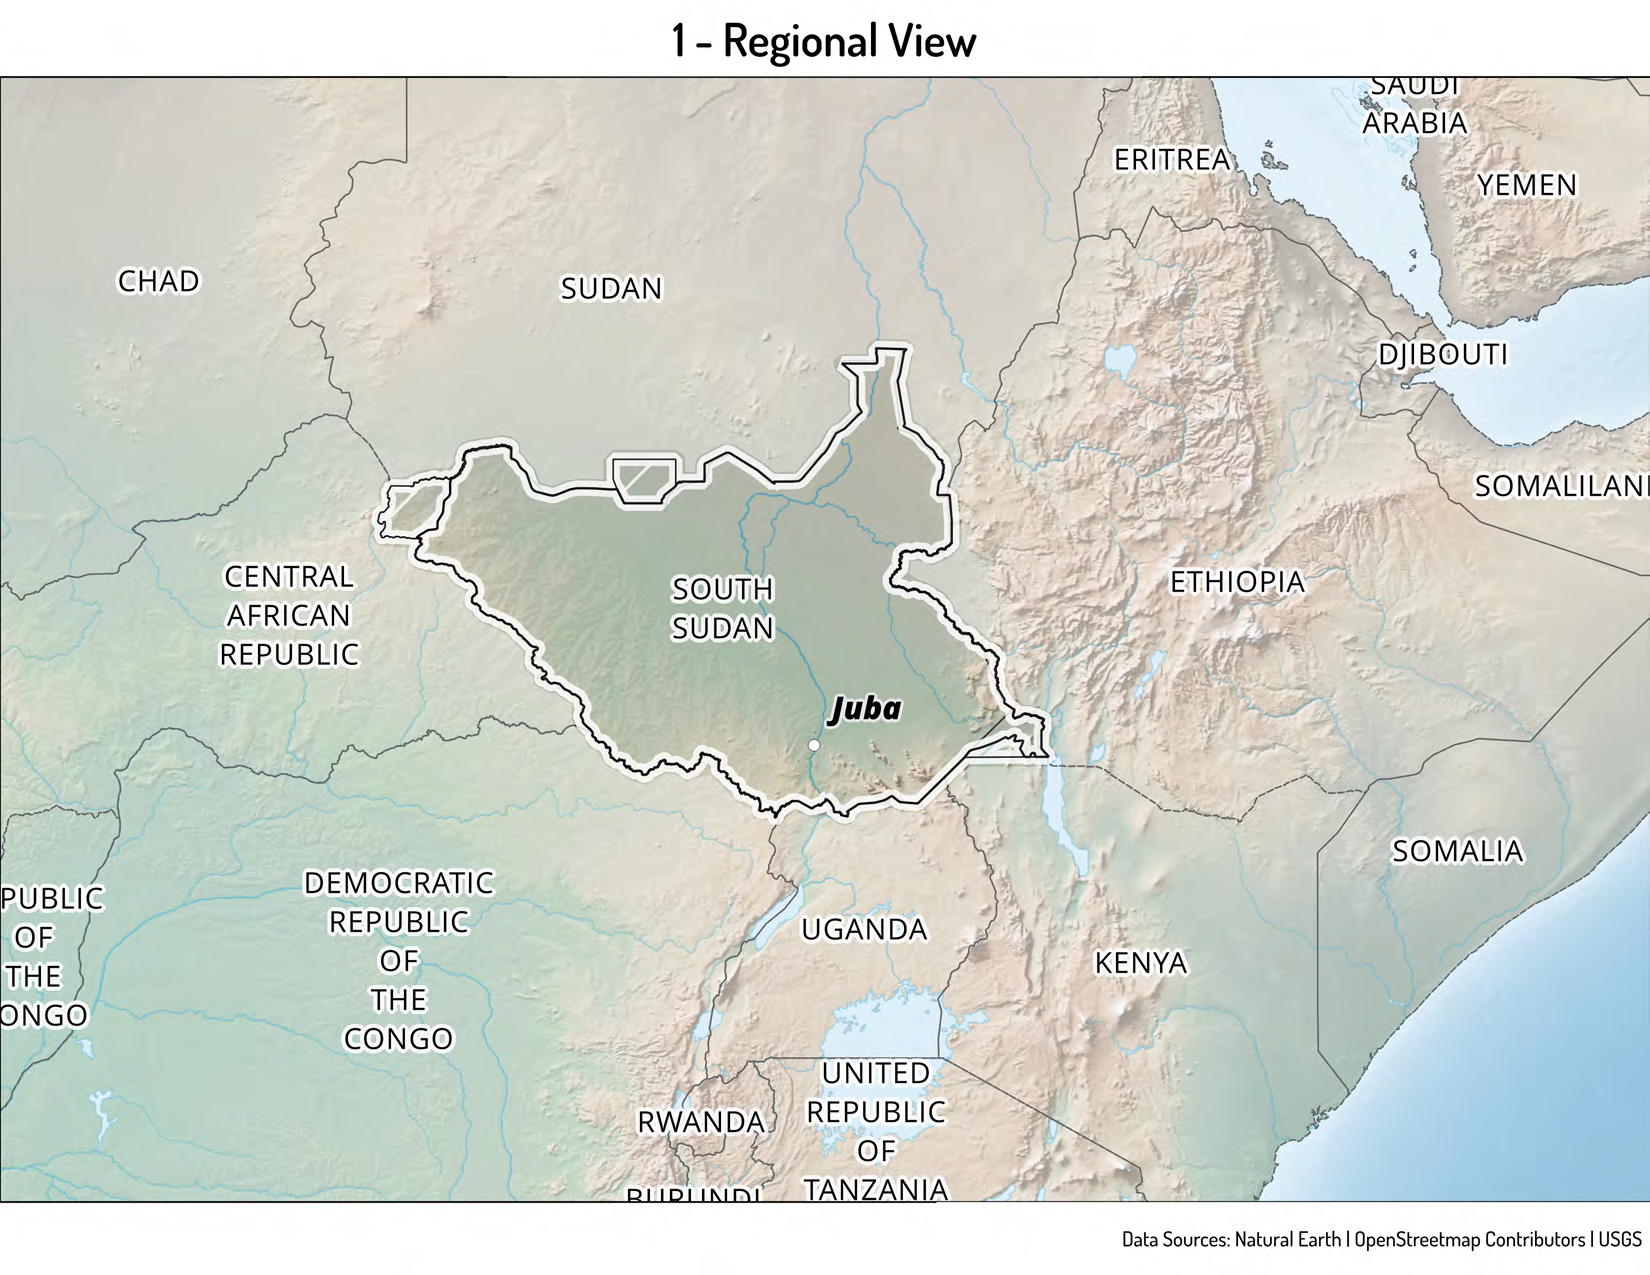 1 - Regional View
SAUDI
ARABIA
ERITREA
YEMEN
CHAD
SUDAN
DJIBOUTI
SOMALILAN
CENTRAL
AFRICAN
REPUBLIC
SOUTH
SUDAN
ETHIOPIA
Juba
SOMALIA
DEMOCRATIC
REPUBLIC
OF
THE
CONGO
PUBLIC
OF
THE
ONGO
UGANDA
KENYA
UNITED
REPUBLIC
OF
TANZANIA
RWANDA
BURUNDI
Data Sources: Natural Earth | OpenStreetmap Contributors | USGS